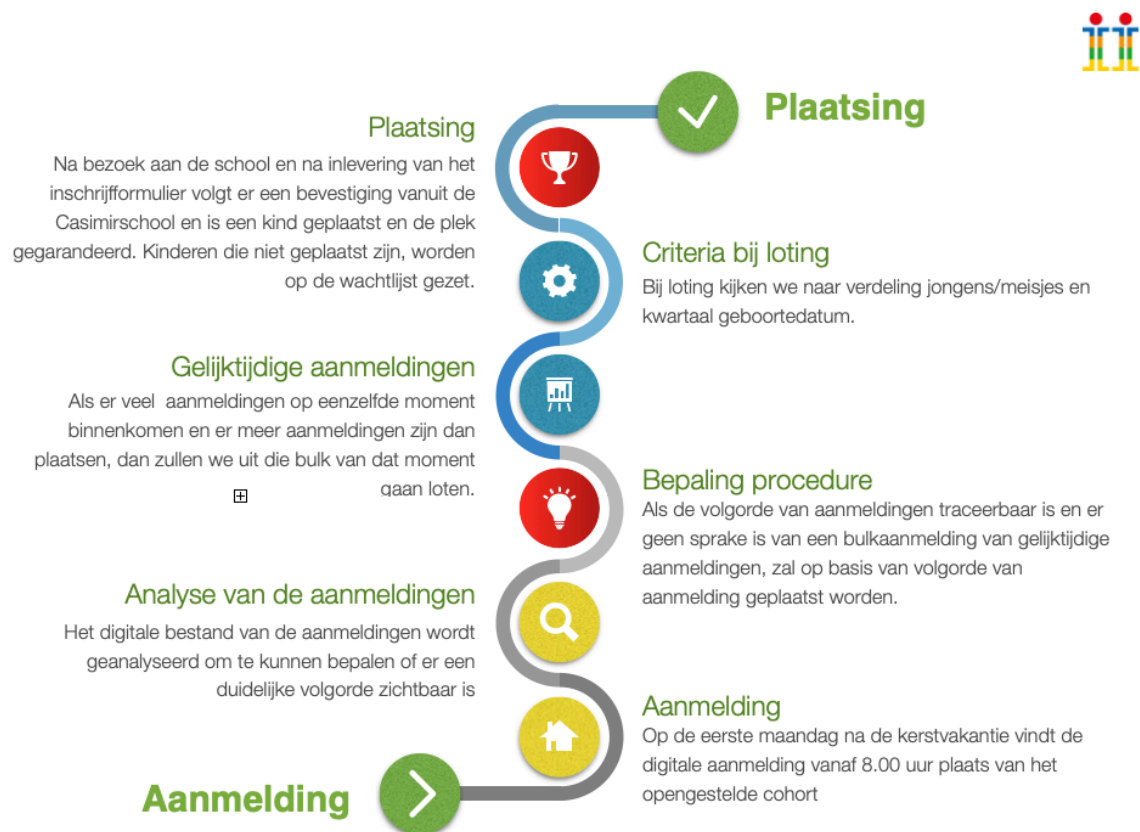 Plaatsing
Plaatsing
Na bezoek aan de school en na inlevering van het
inschrijfformulier volgt er een bevestiging vanuit de
Casimirschool en is een kind geplaatst en de plek
gegarandeerd. Kinderen die niet geplaatst zijn, worden
op de wachtlijst gezet.
Criteria bij loting
Bij loting kijken we naar verdeling jongens/meisjes en
kwartaal geboortedatum.
Gelijktijdige aanmeldingen
Als er veel  aanmeldingen op eenzelfde moment
binnenkomen en er meer aanmeldingen zijn dan
plaatsen, dan zullen we uit die bulk van dat moment
gaan loten.
Bepaling procedure
Als de volgorde van aanmeldingen traceerbaar is en er
geen sprake is van een bulkaanmelding van gelijktijdige
aanmeldingen, zal op basis van volgorde van
aanmelding geplaatst worden.
Analyse van de aanmeldingen
Het digitale bestand van de aanmeldingen wordt
geanalyseerd om te kunnen bepalen of er een
duidelijke volgorde zichtbaar is
Aanmelding
Op de eerste maandag na de kerstvakantie vindt de
digitale aanmelding vanaf 8.00 uur plaats van het
opengestelde cohort
Aanmelding